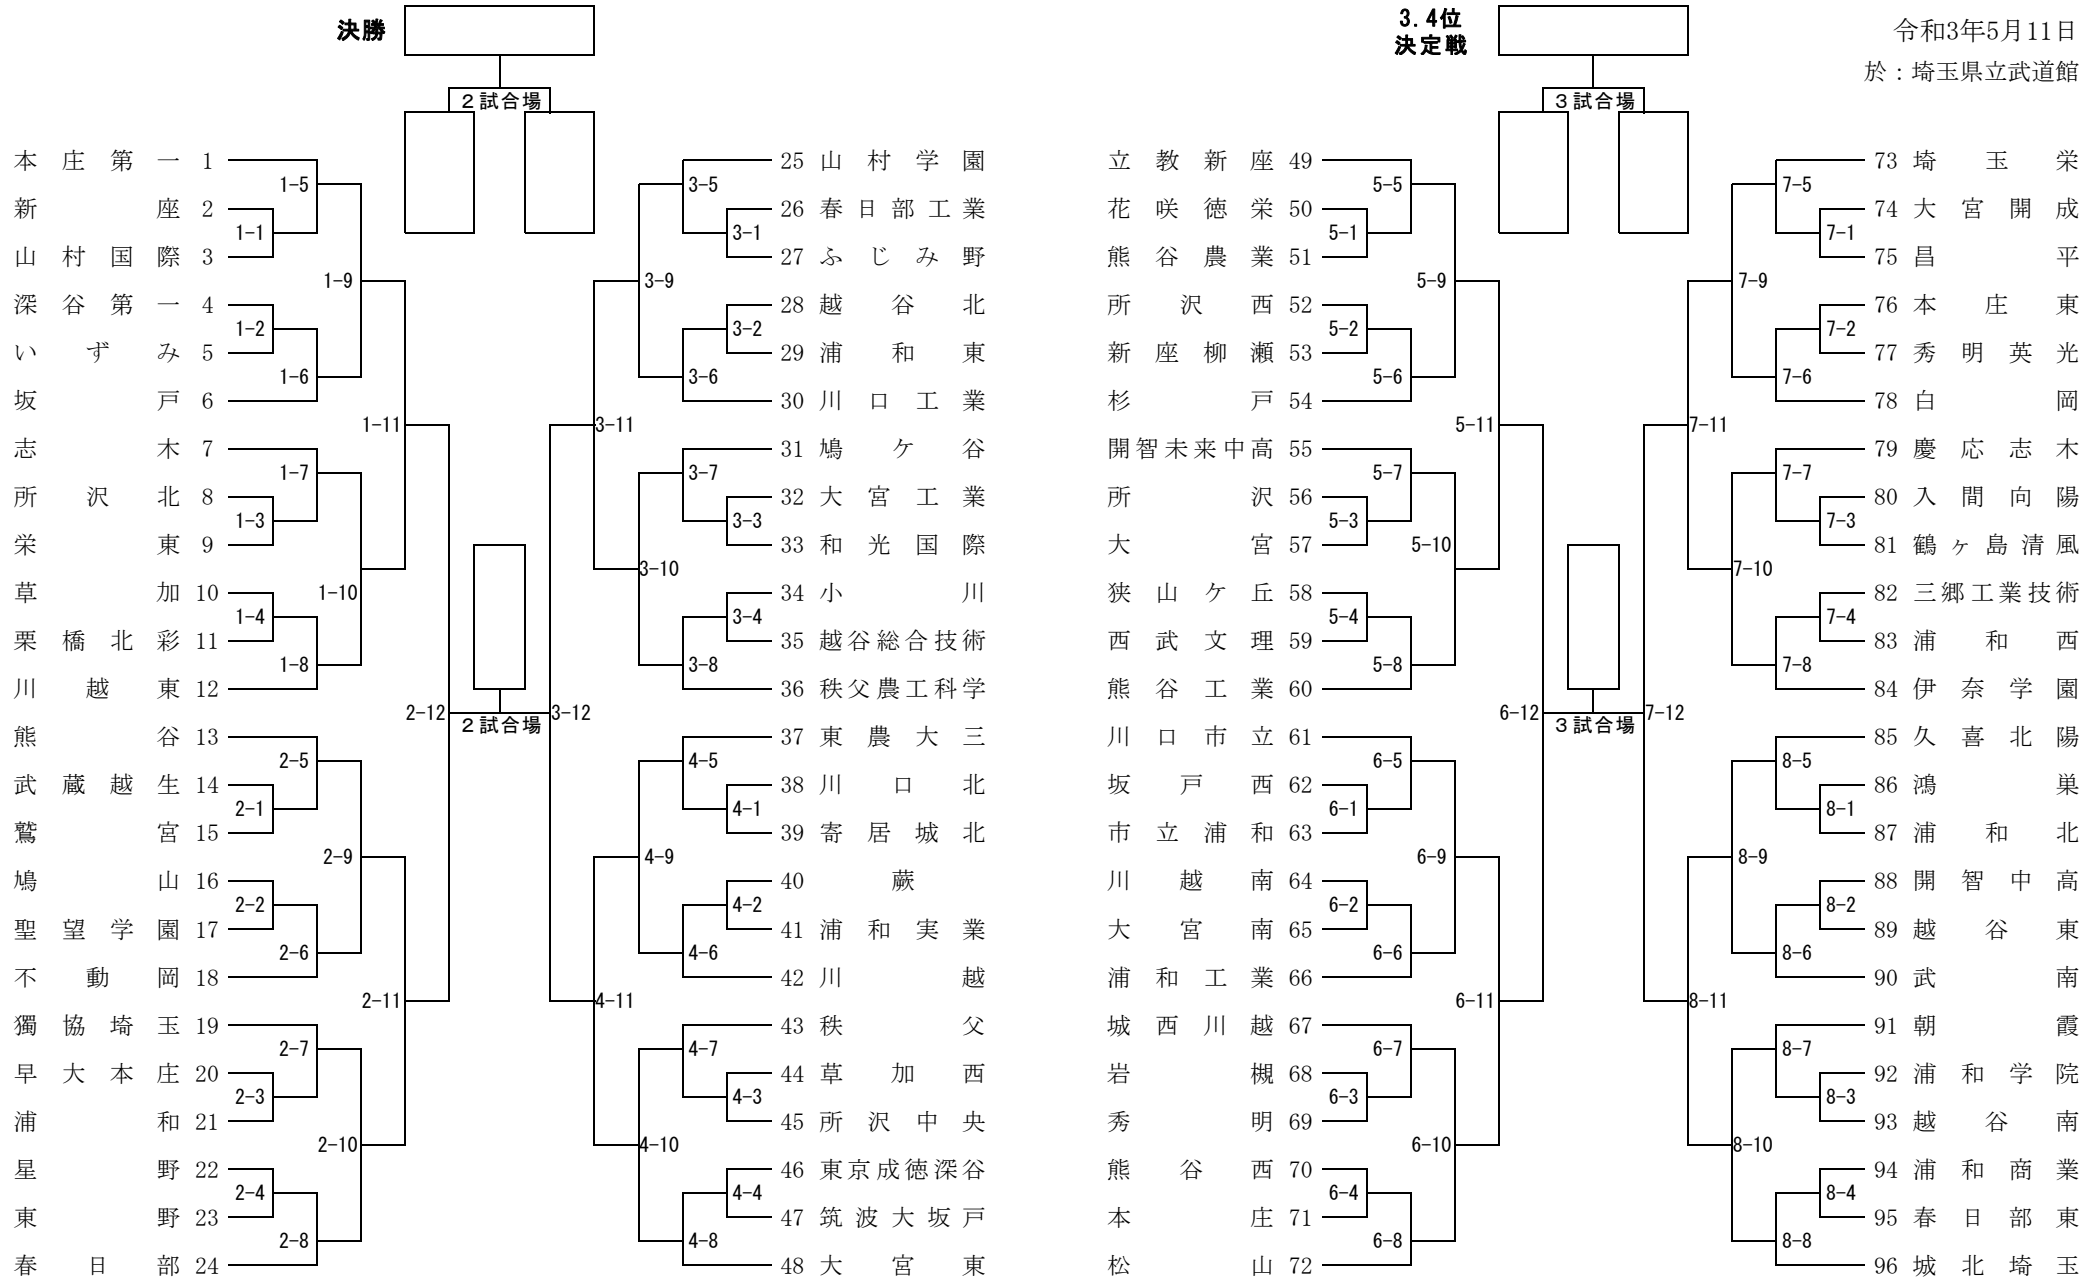 決勝
3.4位
決定戦
令和3年5月11日
於：埼玉県立武道館
2試合場
3試合場
本庄第一 1
1-5
新座 2
1-1
山村国際 3
1-9
深谷第一 4
1-2
いずみ 5
1-6
坂戸 6
1-11
志木 7
1-7
所沢北 8
1-3
栄東 9
1-10
草加 10
1-4
栗橋北彩 11
1-8
川越東 12
2-12
熊谷 13
2-5
武蔵越生 14
2-1
鷲宮 15
2-9
鳩山 16
2-2
聖望学園 17
2-6
不動岡 18
2-11
獨協埼玉 19
2-7
早大本庄 20
2-3
浦和 21
2-10
星野 22
2-4
東野 23
2-8
春日部 24
2試合場
25 山村学園
3-5
26 春日部工業
3-1
27 ふじみ野
3-9
28 越谷北
3-2
29 浦和東
3-6
30 川口工業
3-11
31 鳩ケ谷
3-7
32 大宮工業
3-3
33 和光国際
3-10
34 小川
3-4
35 越谷総合技術
3-8
36 秩父農工科学
3-12
37 東農大三
4-5
38 川口北
4-1
39 寄居城北
4-9
40 蕨
4-2
41 浦和実業
4-6
42 川越
4-11
43 秩父
4-7
44 草加西
4-3
45 所沢中央
4-10
46 東京成徳深谷
4-4
47 筑波大坂戸
4-8
48 大宮東
立教新座 49
5-5
花咲徳栄 50
5-1
熊谷農業 51
5-9
所沢西 52
5-2
新座柳瀬 53
5-6
杉戸 54
5-11
開智未来中高 55
5-7
所沢 56
5-3
大宮 57
5-10
狭山ケ丘 58
5-4
西武文理 59
5-8
熊谷工業 60
6-12
川口市立 61
6-5
坂戸西 62
6-1
市立浦和 63
6-9
川越南 64
6-2
大宮南 65
6-6
浦和工業 66
6-11
城西川越 67
6-7
岩槻 68
6-3
秀明 69
6-10
熊谷西 70
6-4
本庄 71
6-8
松山 72
3試合場
73 埼玉栄
7-5
74 大宮開成
7-1
75 昌平
7-9
76 本庄東
7-2
77 秀明英光
7-6
78 白岡
7-11
79 慶応志木
7-7
80 入間向陽
7-3
81 鶴ヶ島清風
7-10
82 三郷工業技術
7-4
83 浦和西
7-8
84 伊奈学園
7-12
85 久喜北陽
8-5
86 鴻巣
8-1
87 浦和北
8-9
88 開智中高
8-2
89 越谷東
8-6
90 武南
8-11
91 朝霞
8-7
92 浦和学院
8-3
93 越谷南
8-10
94 浦和商業
8-4
95 春日部東
8-8
96 城北埼玉